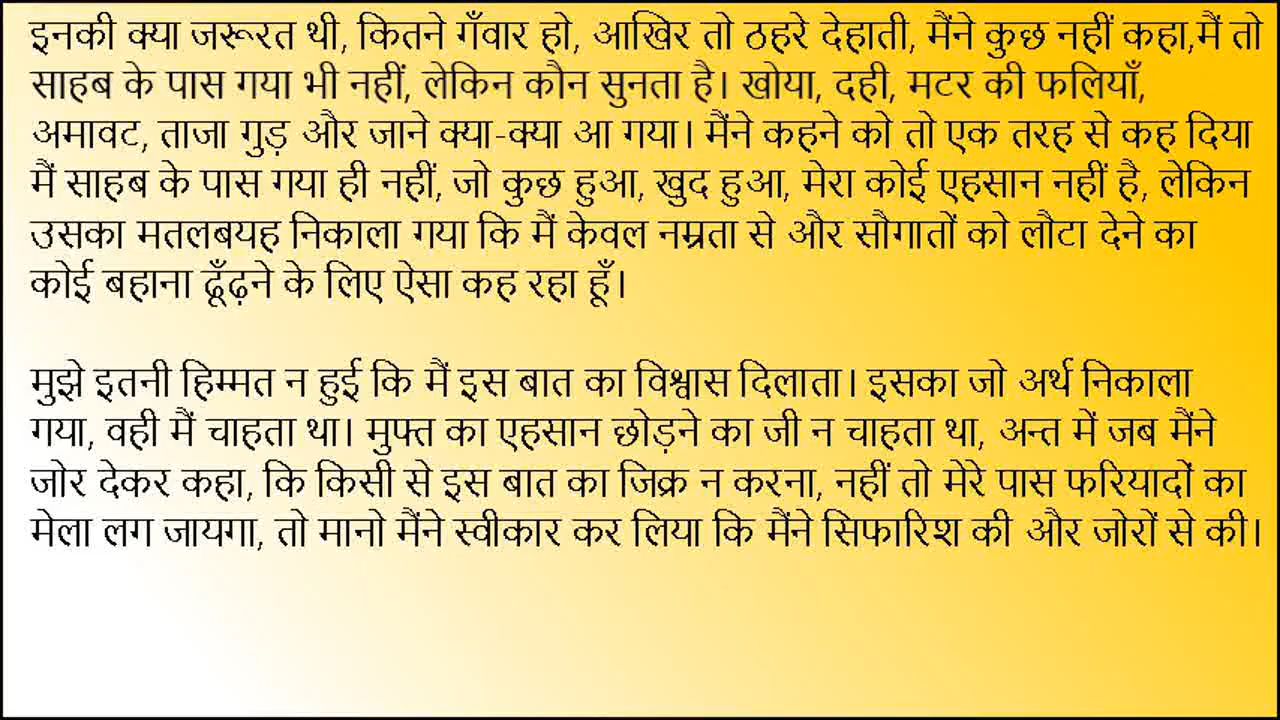 इनकी क्या जरूरत थी, कितने गँवार हो, आखिर तो ठहरे देहाती, मैंने कुछ नहीं कहा,मैं तो
साहब के पास गया भी नहीं, लेकिन कौन सुनता है। खोया, दही, मटर की फलियाँ,
अमावट, ताजा गुड़ और जाने क्या-क्या आ गया। मैंने कहने को तो एक तरह से कह दिया
मैं साहब के पास गया ही नहीं, जो कुछ हुआ, खुद हुआ, मेरा कोई एहसान नहीं है, लेकिन
उसका मतलबयह निकाला गया कि मैं केवल नम्रता से और सौगातों को लौटा देने का
कोई बहाना ढूँढ़ने के लिए ऐसा कह रहा हूँ।
मुझे इतनी हिम्मत न हुई कि मैं इस बात का विश्वास दिलाता। इसका जो अर्थ निकाला
गया, वही मैं चाहता था। मुफ्त का एहसान छोड़ने का जी न चाहता था, अन्त में जब मैंने
जोर देकर कहा, कि किसी से इस बात का जिक्र न करना, नहीं तो मेरे पास फरियादों का
मेला लग जायगा, तो मानो मैंने स्वीकार कर लिया कि मैंने सिफारिश की और जोरों से की।